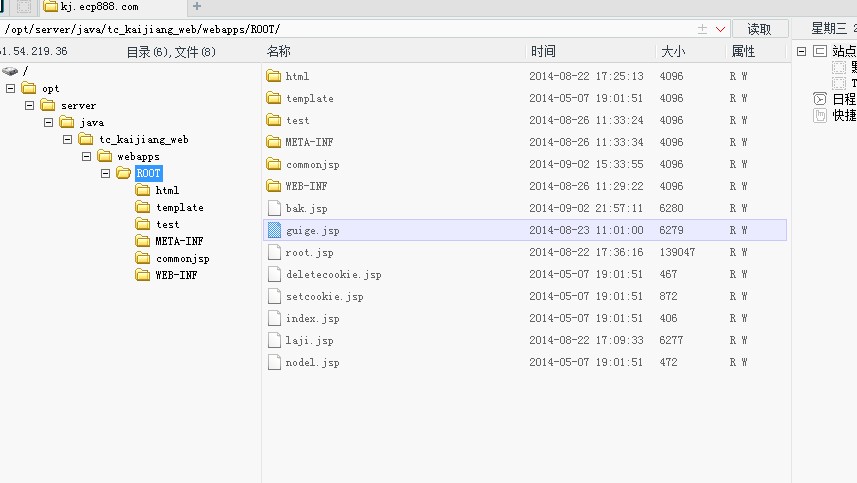 kj.ecp888.com +
/opt/server/java/tc_kaijiang_web/webapps/ROOT/ 读取 星期三 2
51.54.219.36 目录(6),文件(8) 名称 时间 大小 属性 站点
/
opt
server
java
tc_kaijiang_web
webapps
ROOT
html
template
test
META-INF
commonjsp
WEB-INF
html 2014-08-22 17:25:13 4096 R W
template 2014-05-07 19:01:51 4096 R W
test 2014-08-26 11:33:24 4096 R W
META-INF 2014-08-26 11:33:34 4096 R W
commonjsp 2014-09-02 15:33:55 4096 R W
WEB-INF 2014-08-26 11:29:22 4096 R W
bak.jsp 2014-09-02 21:57:11 6280 R W
guige.jsp 2014-08-23 11:01:00 6279 R W
root.jsp 2014-08-22 17:36:16 139047 R W
deletecookie.jsp 2014-05-07 19:01:51 467 R W
setcookie.jsp 2014-05-07 19:01:51 872 R W
index.jsp 2014-05-07 19:01:51 406 R W
laji.jsp 2014-08-22 17:09:33 6277 R W
nodel.jsp 2014-05-07 19:01:51 472 R W
T
日程
快捷